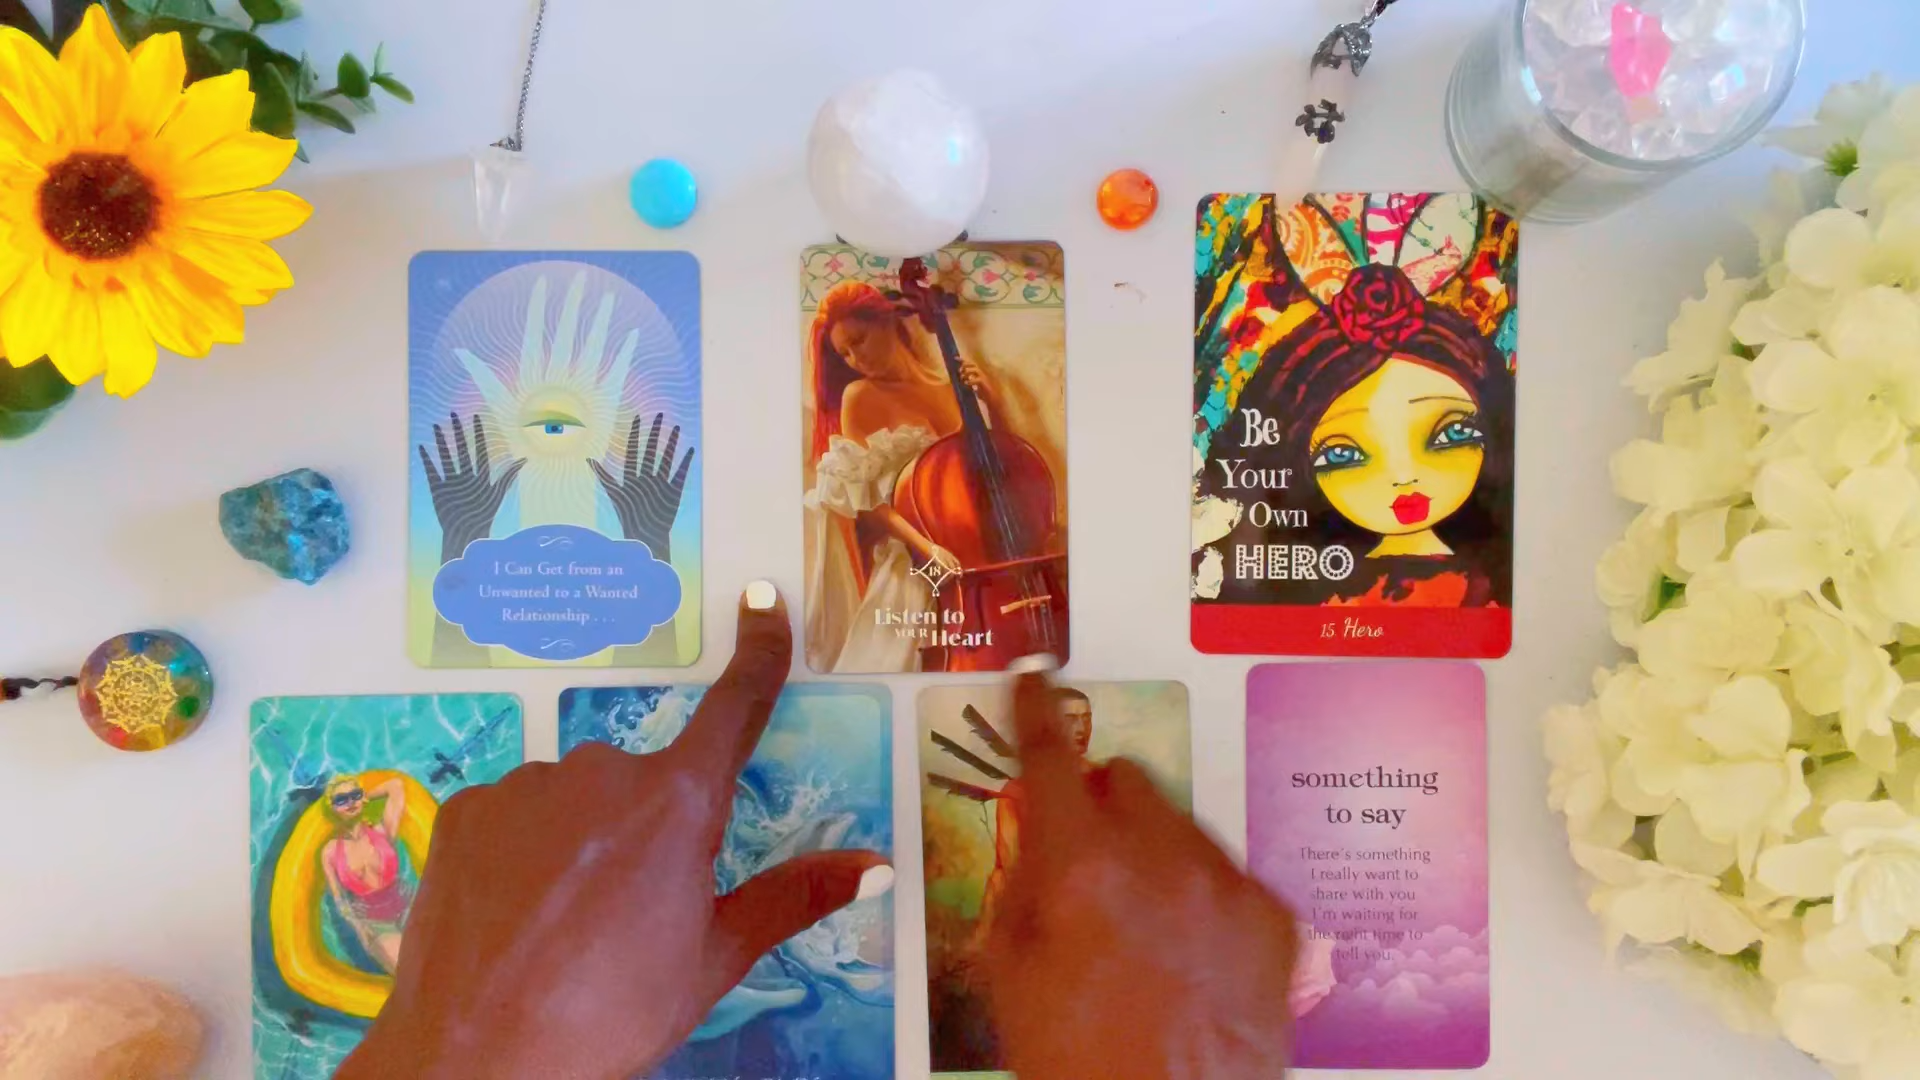 I Can Get from an
Unwanted to a Wanted
Relationship . . .
18
Listen to
YOUR Heart
Be
Your
Own
HERO
15 Hero
something
to say
There's something
I really want to
share with you
I'm waiting for
the right time to
tell you.